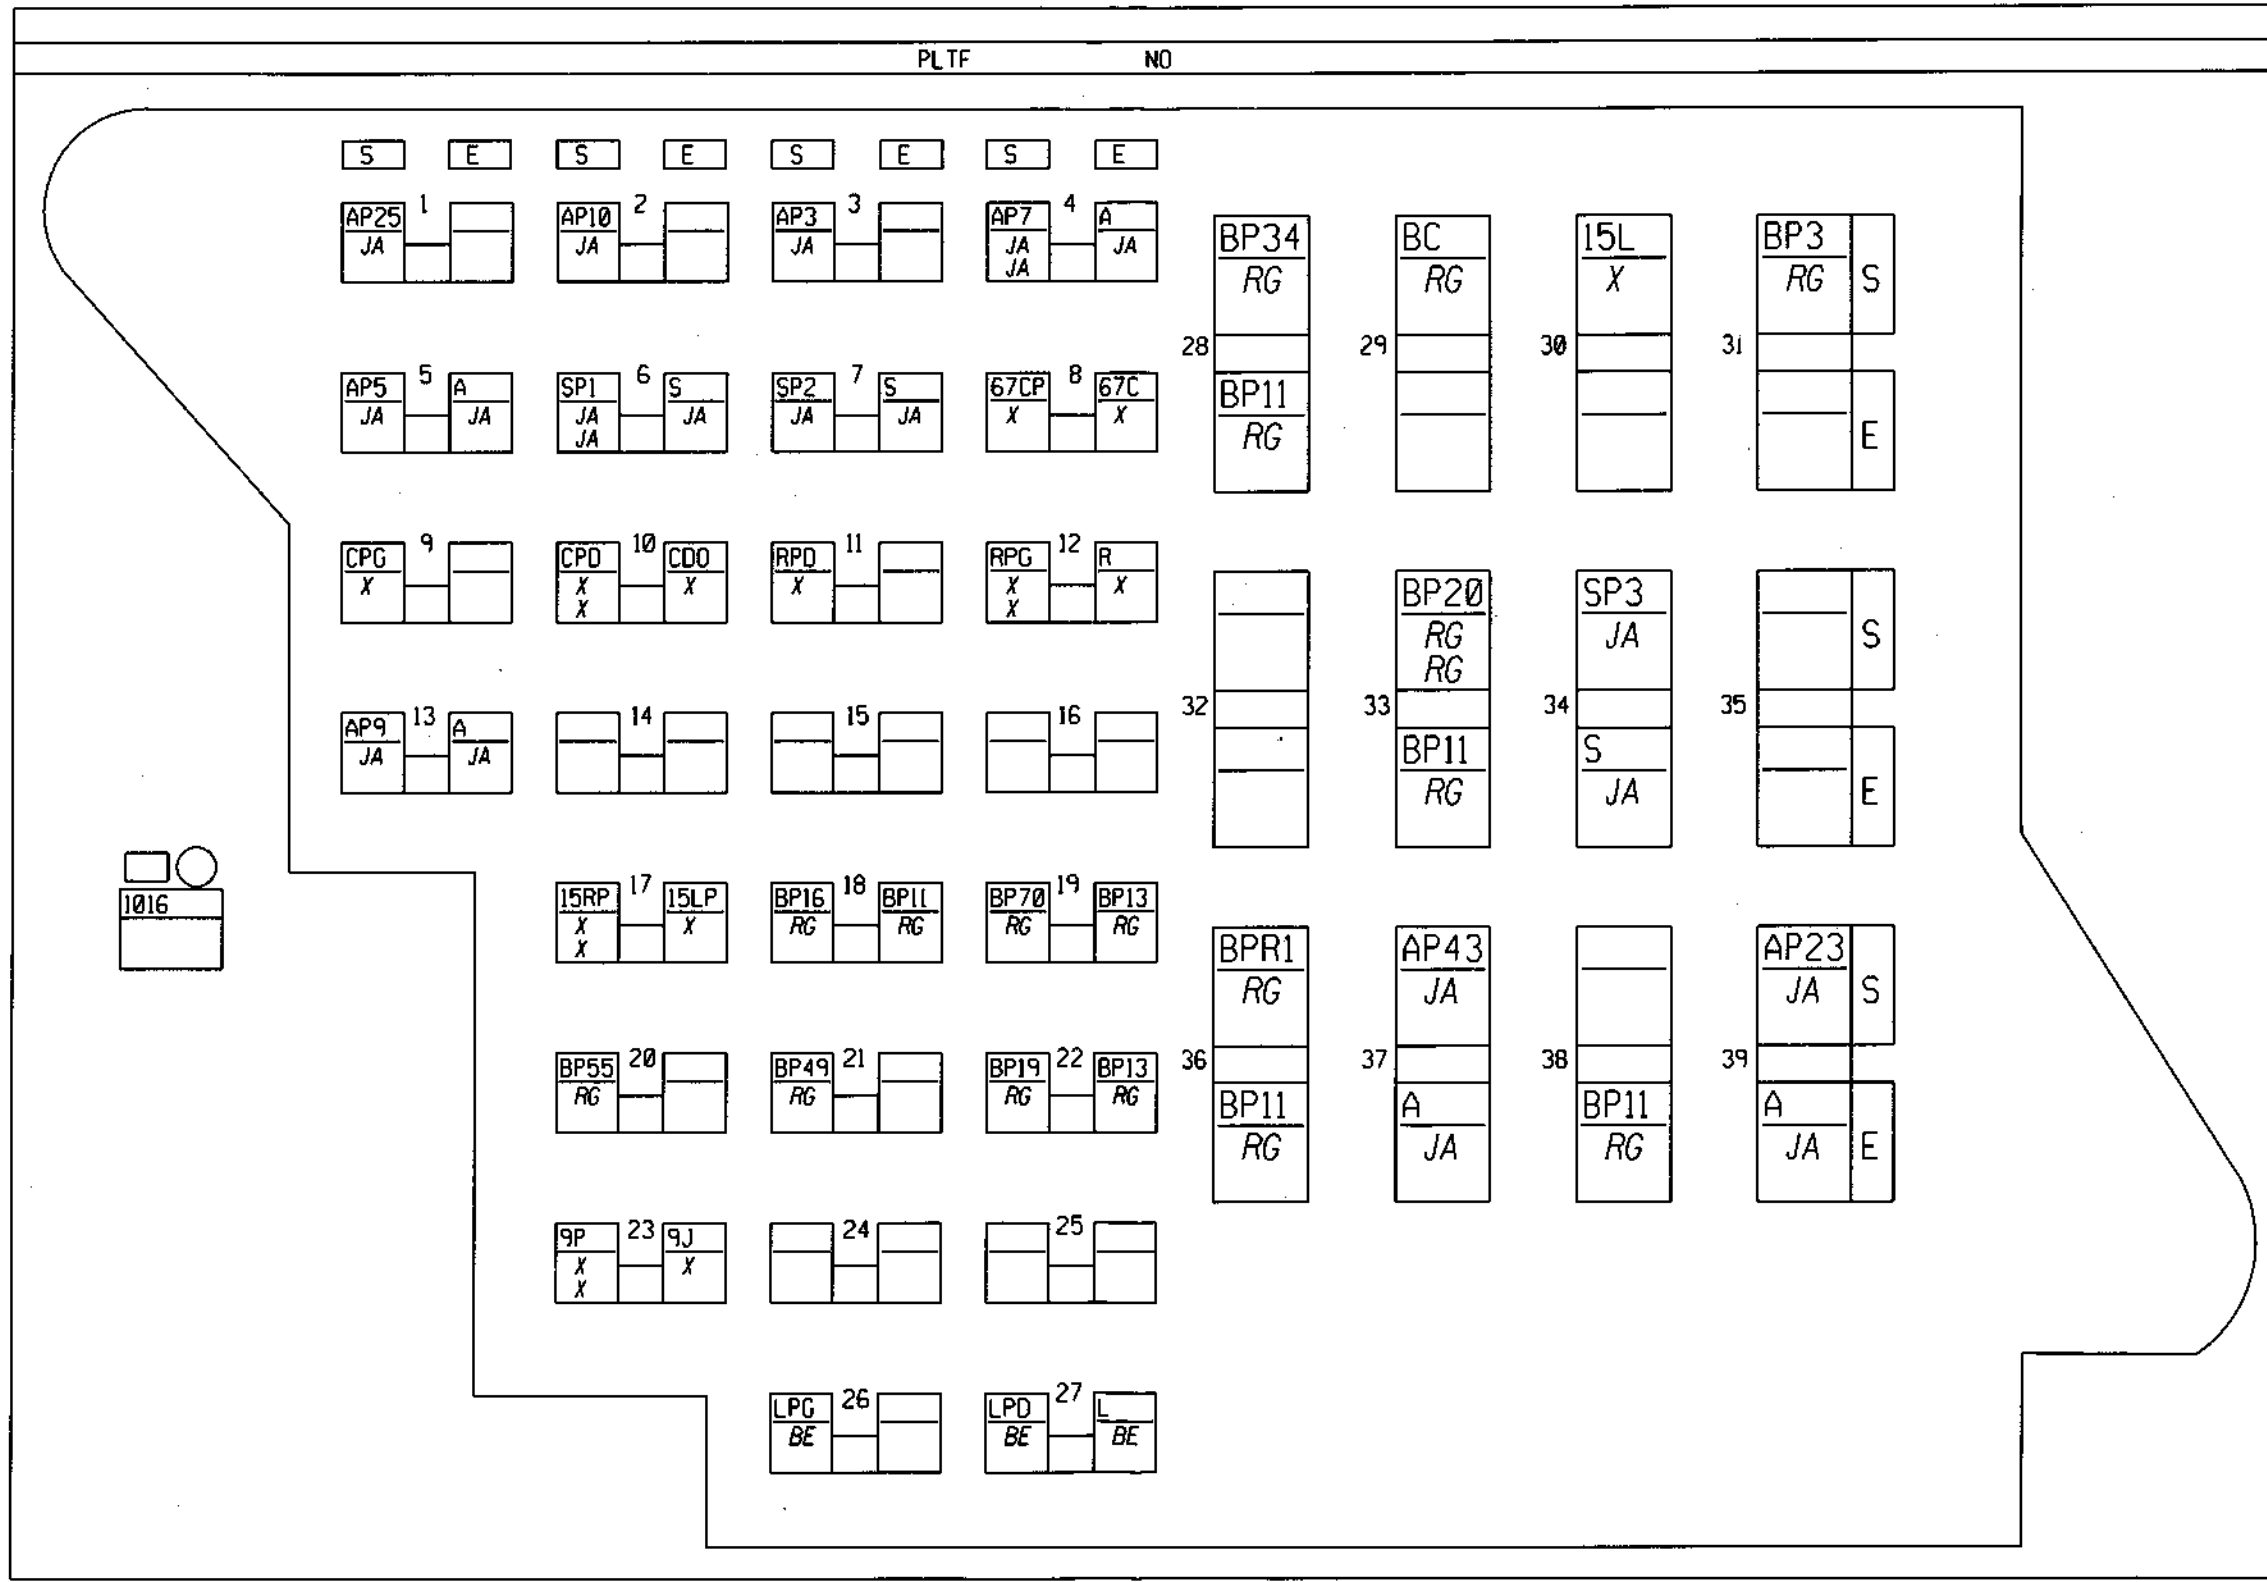 PLTF NO
S E S E S E S E
1 2 3 4
AP25 AP10 AP3 AP7 A
JA JA JA JA JA
JA
BP34 BC 15L BP3
RG RG X RG S
28 29 30 31
5 6 7 8
AP5 A SP1 S SP2 S 67CP 67C
JA JA JA JA JA JA X X
JA
BP11
RG E
9 10 11 12
CPG CPD CDO RPD RPG R
X X X X X X
X X
BP20 SP3
RG JA S
RG
32 33 34 35
13 14 15 16
AP9 A
JA JA
BP11 S
RG JA E
1016
17 18 19
15RP 15LP BP16 BP11 BP70 BP13
X X RG RG RG RG
X
BPR1 AP43 AP23
RG JA JA S
36 37 38 39
20 21 22
BP55 BP49 BP19 BP13
RG RG RG RG
BP11 A BP11 A
RG JA RG JA E
23 24 25
9P 9J
X X
X
26 27
LPG LPD L
BE BE BE